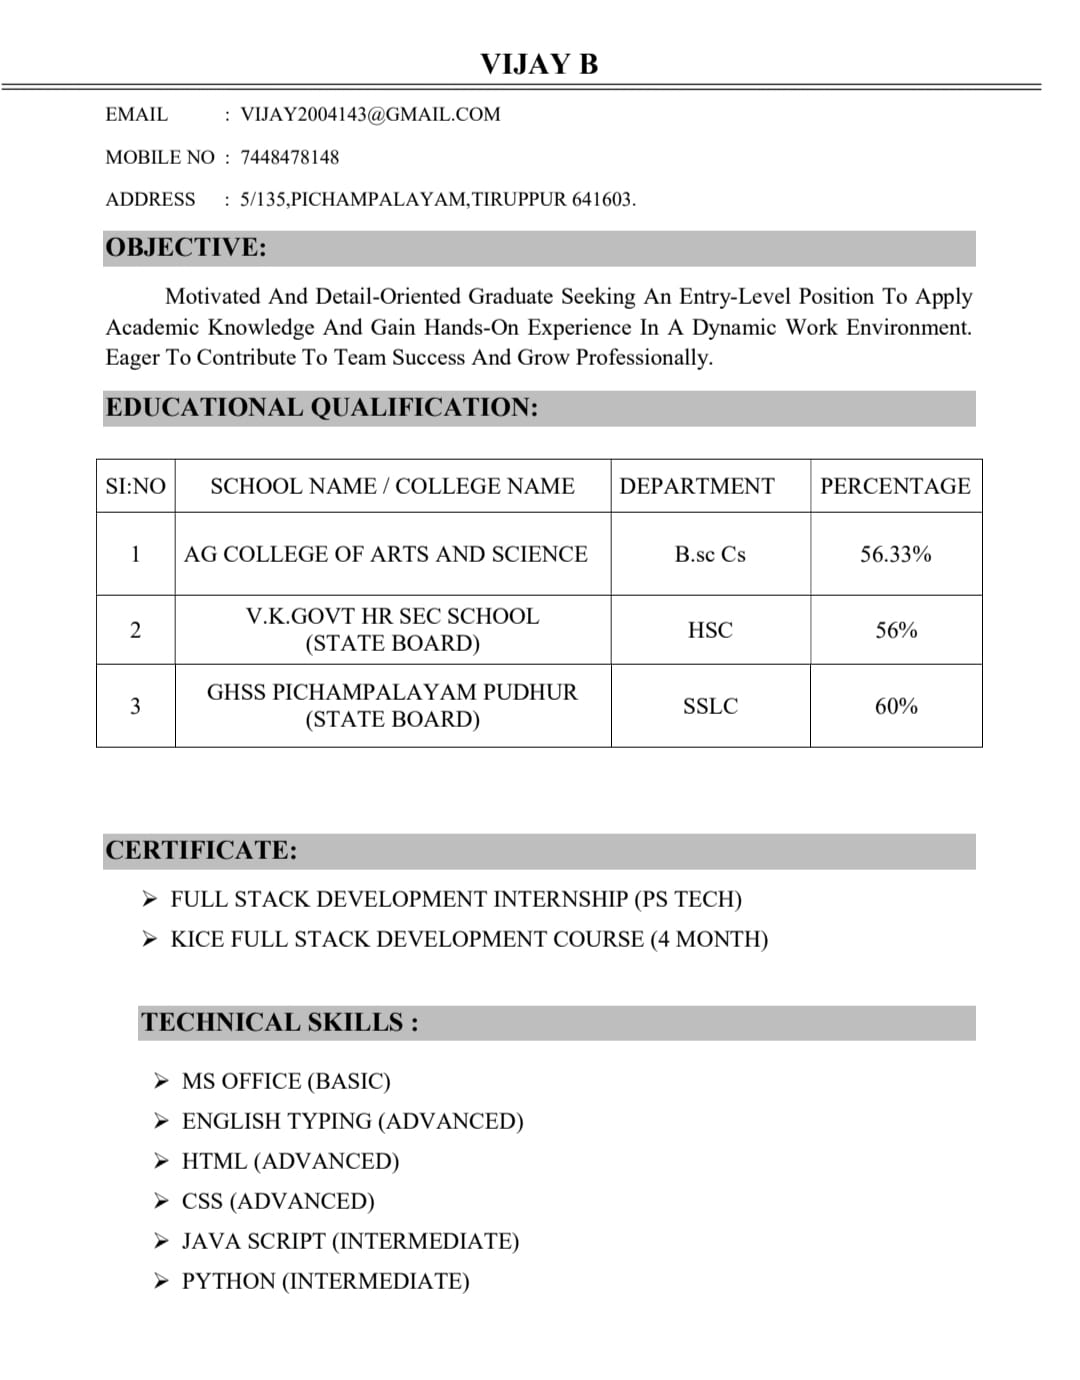 VIJAY B
EMAIL : VIJAY2004143@GMAIL.COM
MOBILE NO : 7448478148
ADDRESS : 5/135,PICHAMPALAYAM,TIRUPPUR 641603.
OBJECTIVE:
Motivated And Detail-Oriented Graduate Seeking An Entry-Level Position To Apply
Academic Knowledge And Gain Hands-On Experience In A Dynamic Work Environment.
Eager To Contribute To Team Success And Grow Professionally.
EDUCATIONAL QUALIFICATION:
SI:NO SCHOOL NAME / COLLEGE NAME DEPARTMENT PERCENTAGE
1 AG COLLEGE OF ARTS AND SCIENCE B.sc Cs 56.33%
2 V.K.GOVT HR SEC SCHOOL
(STATE BOARD) HSC 56%
3 GHSS PICHAMPALAYAM PUDHUR
(STATE BOARD) SSLC 60%
CERTIFICATE:
➢ FULL STACK DEVELOPMENT INTERNSHIP (PS TECH)
➢ KICE FULL STACK DEVELOPMENT COURSE (4 MONTH)
TECHNICAL SKILLS :
➢ MS OFFICE (BASIC)
➢ ENGLISH TYPING (ADVANCED)
➢ HTML (ADVANCED)
➢ CSS (ADVANCED)
➢ JAVA SCRIPT (INTERMEDIATE)
➢ PYTHON (INTERMEDIATE)